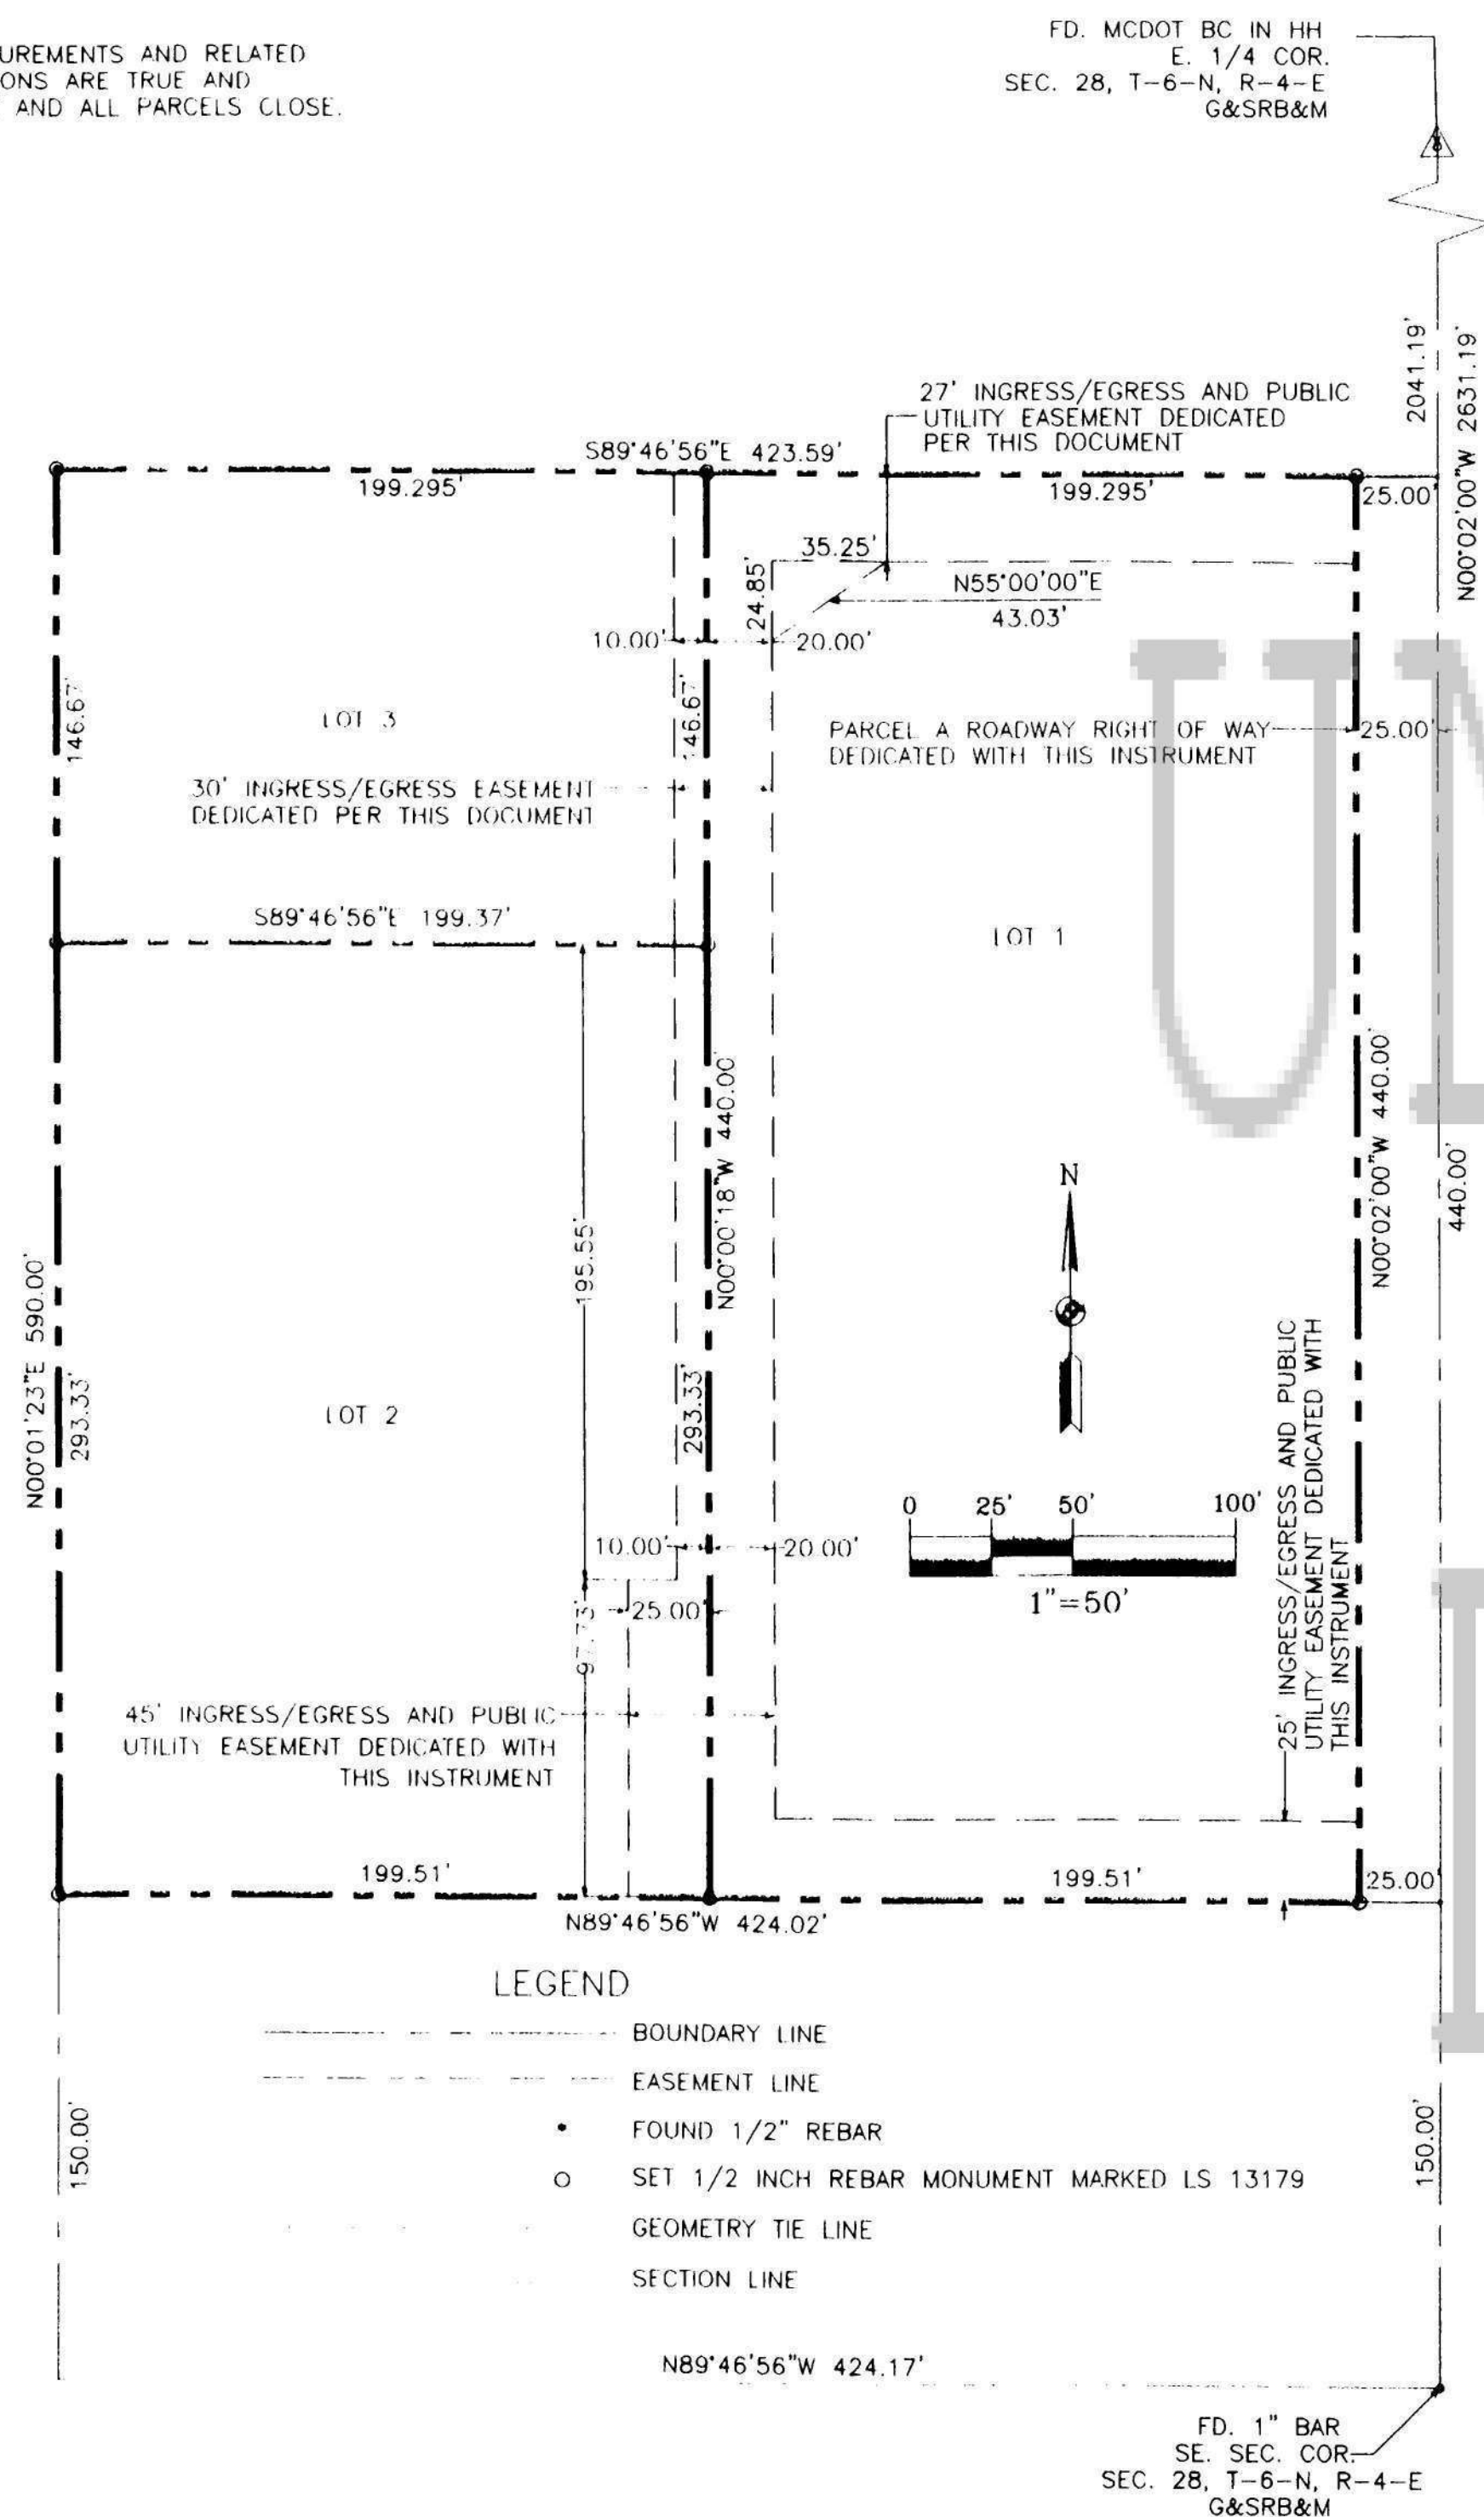 UREMENTS AND RELATED
ONS ARE TRUE AND
AND ALL PARCELS CLOSE.
FD. MCDOT BC IN HH
E. 1/4 COR.
SEC. 28, T-6-N, R-4-E
G&SRB&M
2041.19'
N00°02'00"W 2631.19'
27' INGRESS/EGRESS AND PUBLIC
UTILITY EASEMENT DEDICATED
PER THIS DOCUMENT
S89°46'56"E 423.59'
199.295'
199.295'
25.00'
35.25'
24.85'
N55°00'00"E
43.03'
10.00'
20.00'
146.67'
LOT 3
146.67'
PARCEL A ROADWAY RIGHT OF WAY
DEDICATED WITH THIS INSTRUMENT
25.00'
30' INGRESS/EGRESS EASEMENT
DEDICATED PER THIS DOCUMENT
S89°46'56"E 199.37'
LOT 1
N00°00'18"W 440.00'
N00°02'00"W 440.00'
440.00'
N
195.55'
N00°01'23"E 590.00'
293.33'
LOT 2
293.33'
0 25' 50' 100'
1"=50'
10.00'
20.00'
25.00'
97.73'
25' INGRESS/EGRESS AND PUBLIC
UTILITY EASEMENT DEDICATED WITH
THIS INSTRUMENT
45' INGRESS/EGRESS AND PUBLIC
UTILITY EASEMENT DEDICATED WITH
THIS INSTRUMENT
199.51'
199.51'
25.00'
N89°46'56"W 424.02'
LEGEND
BOUNDARY LINE
EASEMENT LINE
FOUND 1/2" REBAR
SET 1/2 INCH REBAR MONUMENT MARKED LS 13179
GEOMETRY TIE LINE
SECTION LINE
150.00'
150.00'
N89°46'56"W 424.17'
FD. 1" BAR
SE. SEC. COR.
SEC. 28, T-6-N, R-4-E
G&SRB&M